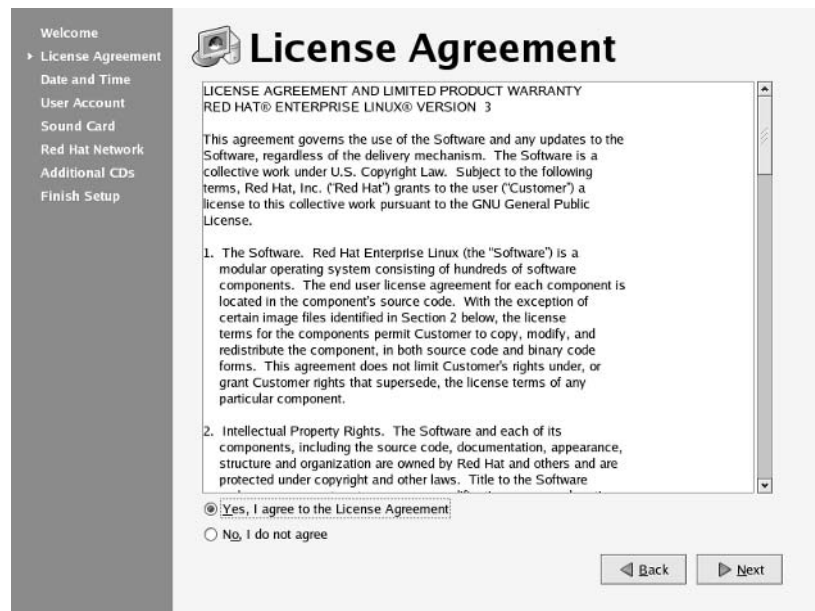 Welcome
License Agreement
Date and Time
User Account
Sound Card
Red Hat Network
Additional CDs
Finish Setup
License Agreement
LICENSE AGREEMENT AND LIMITED PRODUCT WARRANTY
RED HAT® ENTERPRISE LINUX® VERSION 3
This agreement governs the use of the Software and any updates to the
Software, regardless of the delivery mechanism. The Software is a
collective work under U.S. Copyright Law. Subject to the following
terms, Red Hat, Inc. ("Red Hat") grants to the user ("Customer") a
license to this collective work pursuant to the GNU General Public
License.
1. The Software. Red Hat Enterprise Linux (the "Software") is a
modular operating system consisting of hundreds of software
components. The end user license agreement for each component is
located in the component's source code. With the exception of
certain image files identified in Section 2 below, the license
terms for the components permit Customer to copy, modify, and
redistribute the component, in both source code and binary code
forms. This agreement does not limit Customer's rights under, or
grant Customer rights that supersede, the license terms of any
particular component.
2. Intellectual Property Rights. The Software and each of its
components, including the source code, documentation, appearance,
structure and organization are owned by Red Hat and others and are
protected under copyright and other laws. Title to the Software
Yes, I agree to the License Agreement
No, I do not agree
Back
Next